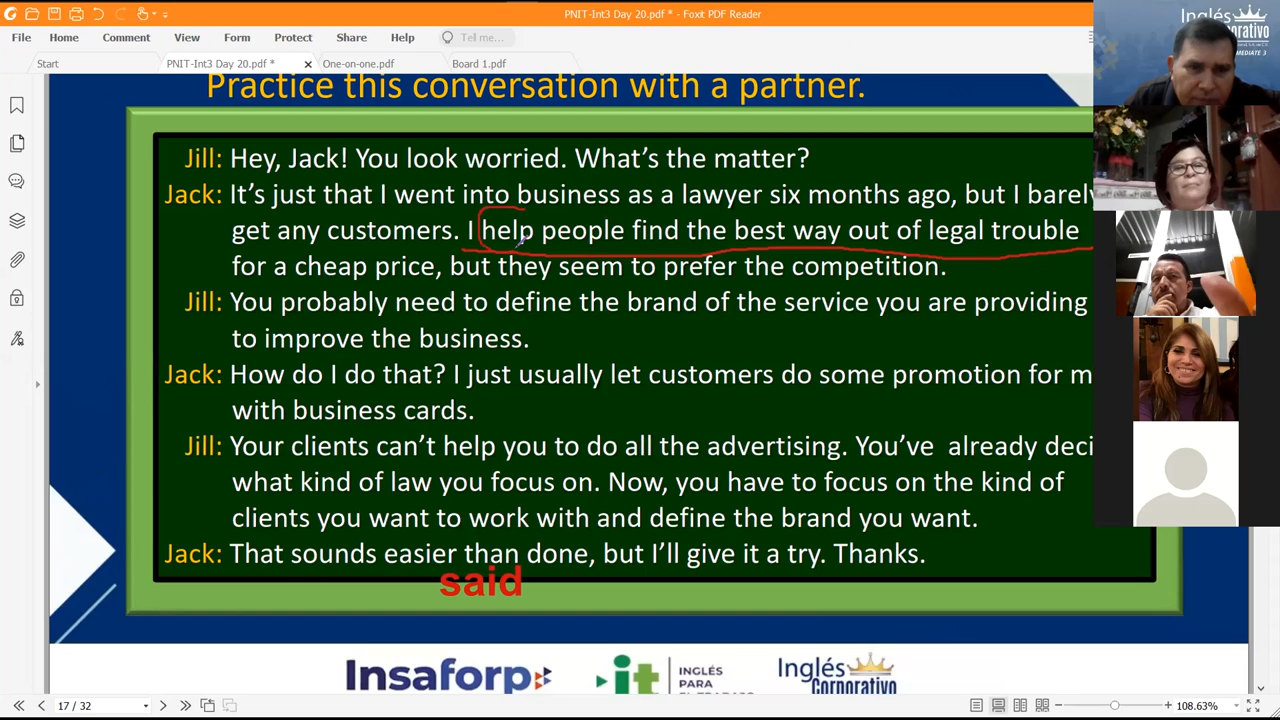 PNIT-Int3 Day 20.pdf * - Foxit PDF Reader
File Home Comment View Form Protect Share Help Tell me...
Start PNIT-Int3 Day 20.pdf * One-on-one.pdf Board 1.pdf
Inglés
Corporativo
Practice this conversation with a partner.
Jill: Hey, Jack! You look worried. What's the matter?
Jack: It's just that I went into business as a lawyer six months ago, but I barely
get any customers. I help people find the best way out of legal trouble
for a cheap price, but they seem to prefer the competition.
Jill: You probably need to define the brand of the service you are providing
to improve the business.
Jack: How do I do that? I just usually let customers do some promotion for m
with business cards.
Jill: Your clients can't help you to do all the advertising. You've already deci
what kind of law you focus on. Now, you have to focus on the kind of
clients you want to work with and define the brand you want.
Jack: That sounds easier than done, but I'll give it a try. Thanks.
said
Insaforp it INGLÉS PARA Inglés Corporativo
17 / 32 108.63%